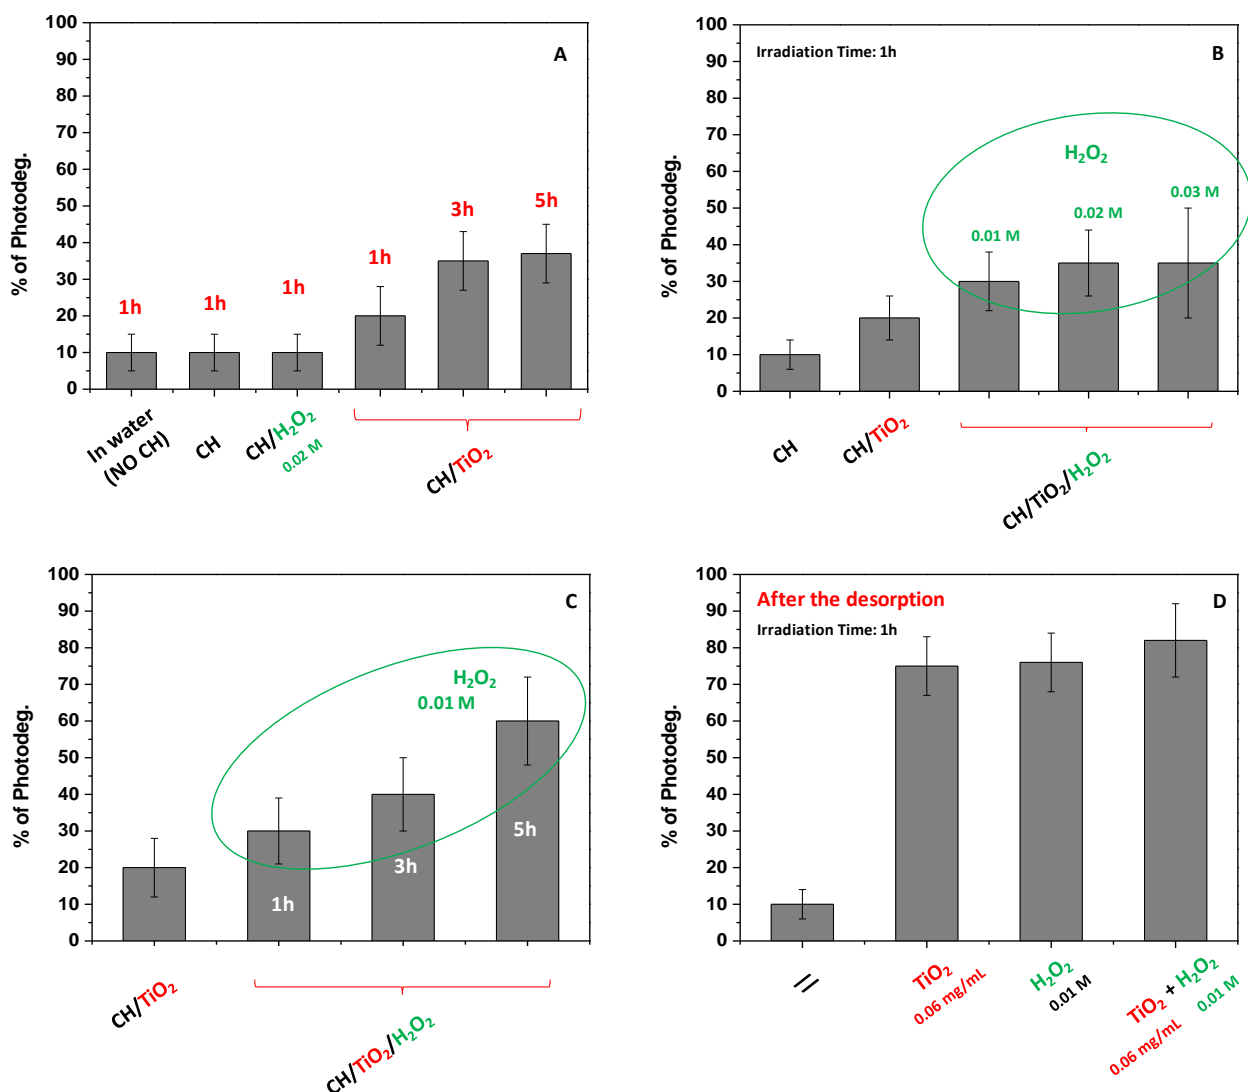 A
% of Photodeg.
100
90
80
70
60
50
40
30
20
10
0
1h
1h
1h
1h
3h
5h
In water
(NO CH)
CH
CH/H₂O₂
0.02 M
CH/TiO₂
B
Irradiation Time: 1h
% of Photodeg.
100
90
80
70
60
50
40
30
20
10
0
H₂O₂
0.01 M
0.02 M
0.03 M
CH
CH/TiO₂
CH/TiO₂/H₂O₂
C
% of Photodeg.
100
90
80
70
60
50
40
30
20
10
0
H₂O₂
0.01 M
1h
3h
5h
CH/TiO₂
CH/TiO₂/H₂O₂
D
After the desorption
Irradiation Time: 1h
% of Photodeg.
100
90
80
70
60
50
40
30
20
10
0
//
TiO₂
0.06 mg/mL
H₂O₂
0.01 M
TiO₂ + H₂O₂
0.06 mg/mL 0.01 M